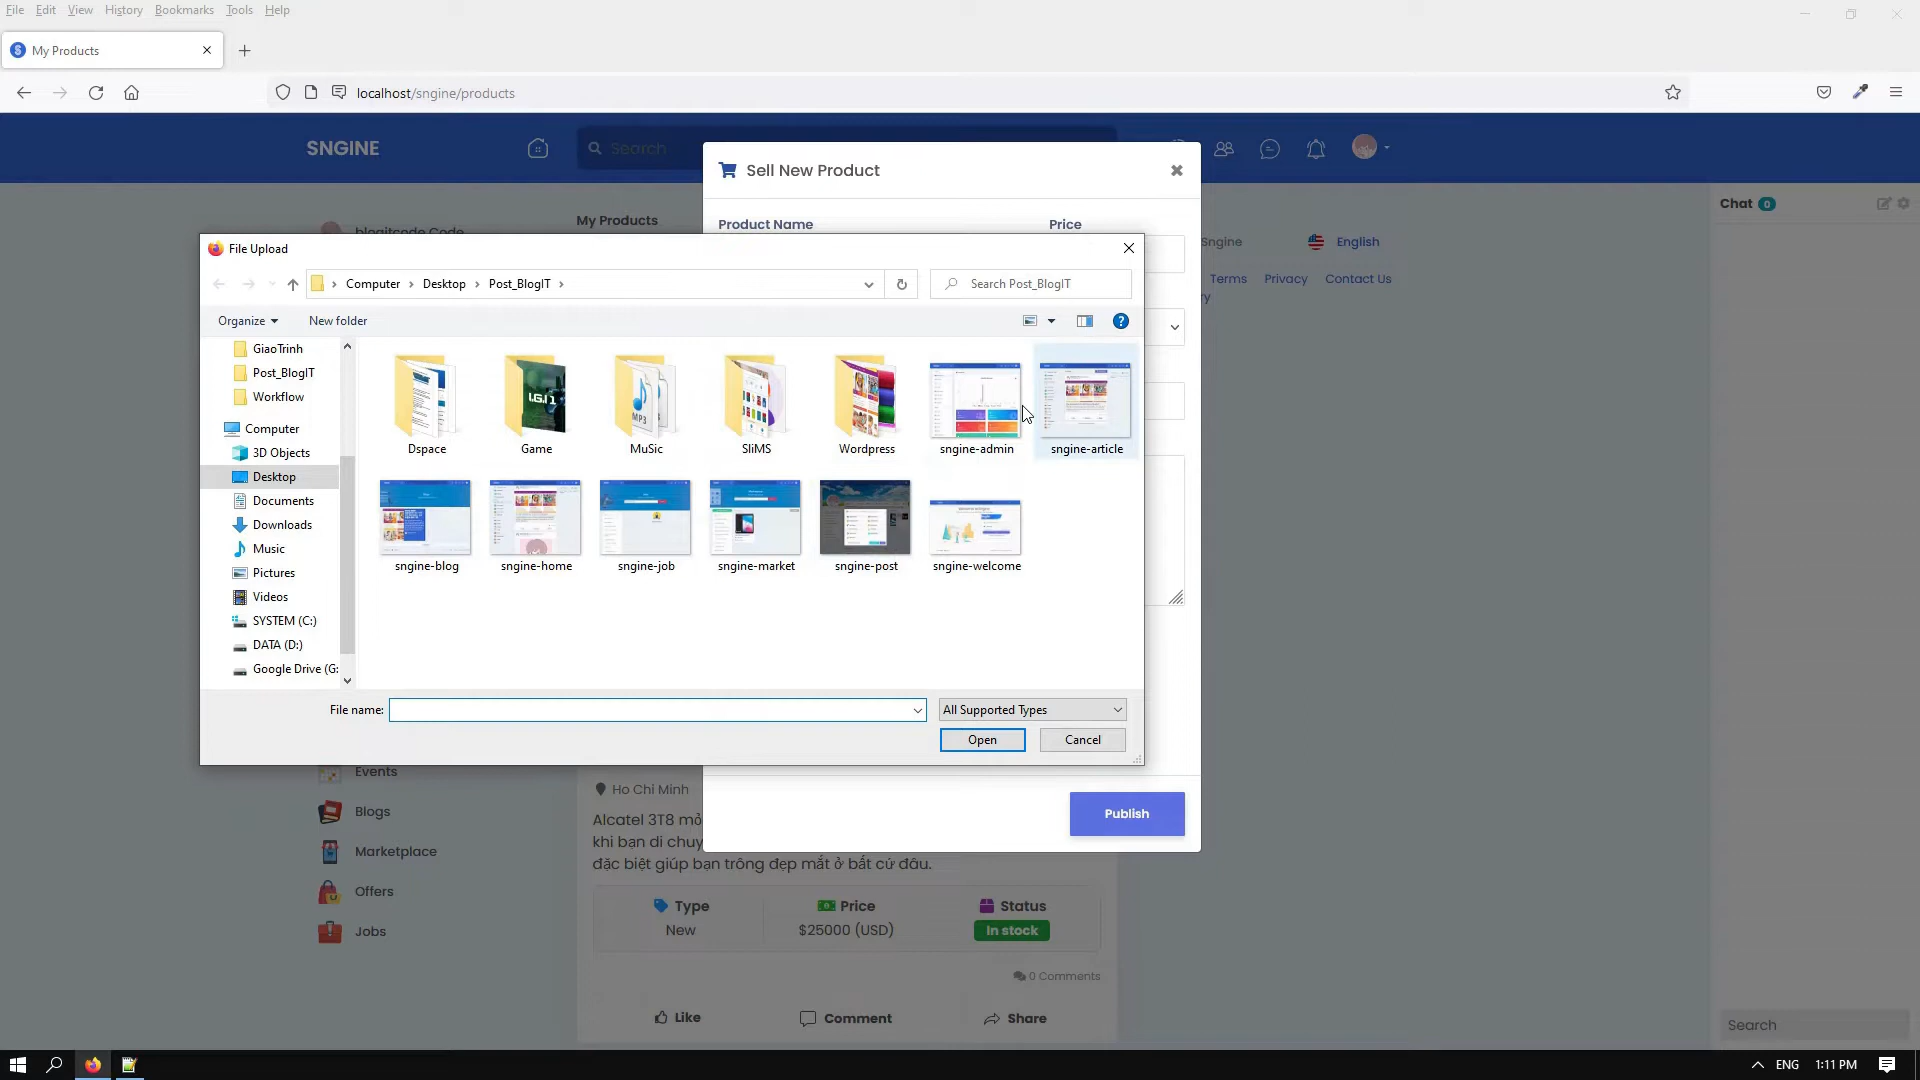 File Edit View History Bookmarks Tools Help
My Products
localhost/sngine/products
SNGINE
Search
Sell New Product
Chat 0
My Products
Product Name Price
blogitcode Code
Sngine English
Terms Privacy Contact Us
File Upload
Computer Desktop Post_BlogIT
Search Post_BlogIT
Organize New folder
GiaoTrinh
Post_BlogIT
Workflow
Computer
3D Objects
Desktop
Documents
Downloads
Music
Pictures
Videos
SYSTEM (C:)
DATA (D:)
Google Drive (G:
I.G.I 1
MP3
Dspace Game MuSic SliMS Wordpress sngine-admin sngine-article
sngine-blog sngine-home sngine-job sngine-market sngine-post sngine-welcome
File name: All Supported Types
Open Cancel
Events
Blogs
Marketplace
Offers
Jobs
Ho Chi Minh
Publish
Alcatel 3T8 mỏ
khi bạn di chuy
đặc biệt giúp bạn trông đẹp mắt ở bất cứ đâu.
Type Price Status
New $25000 (USD) In stock
0 Comments
Like Comment Share
Search
ENG 1:11 PM